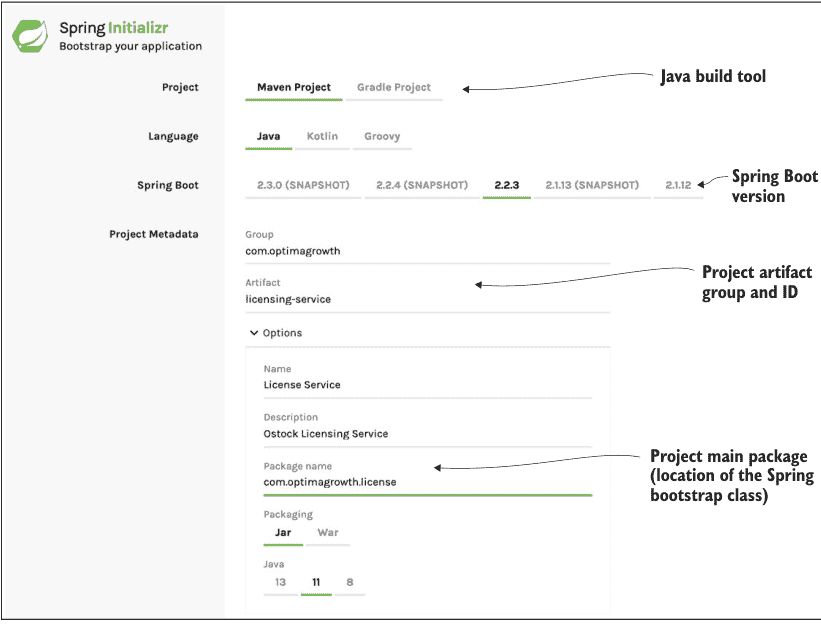 Spring Initializr
Bootstrap your application
Project
Maven Project Gradle Project
Java build tool
Language
Java Kotlin Groovy
Spring Boot
2.3.0 (SNAPSHOT) 2.2.4 (SNAPSHOT) 2.2.3 2.1.13 (SNAPSHOT) 2.1.12
Spring Boot
version
Project Metadata
Group
com.optimagrowth
Artifact
licensing-service
Project artifact
group and ID
Options
Name
License Service
Description
Ostock Licensing Service
Package name
com.optimagrowth.license
Project main package
(location of the Spring
bootstrap class)
Packaging
Jar War
Java
13 11 8